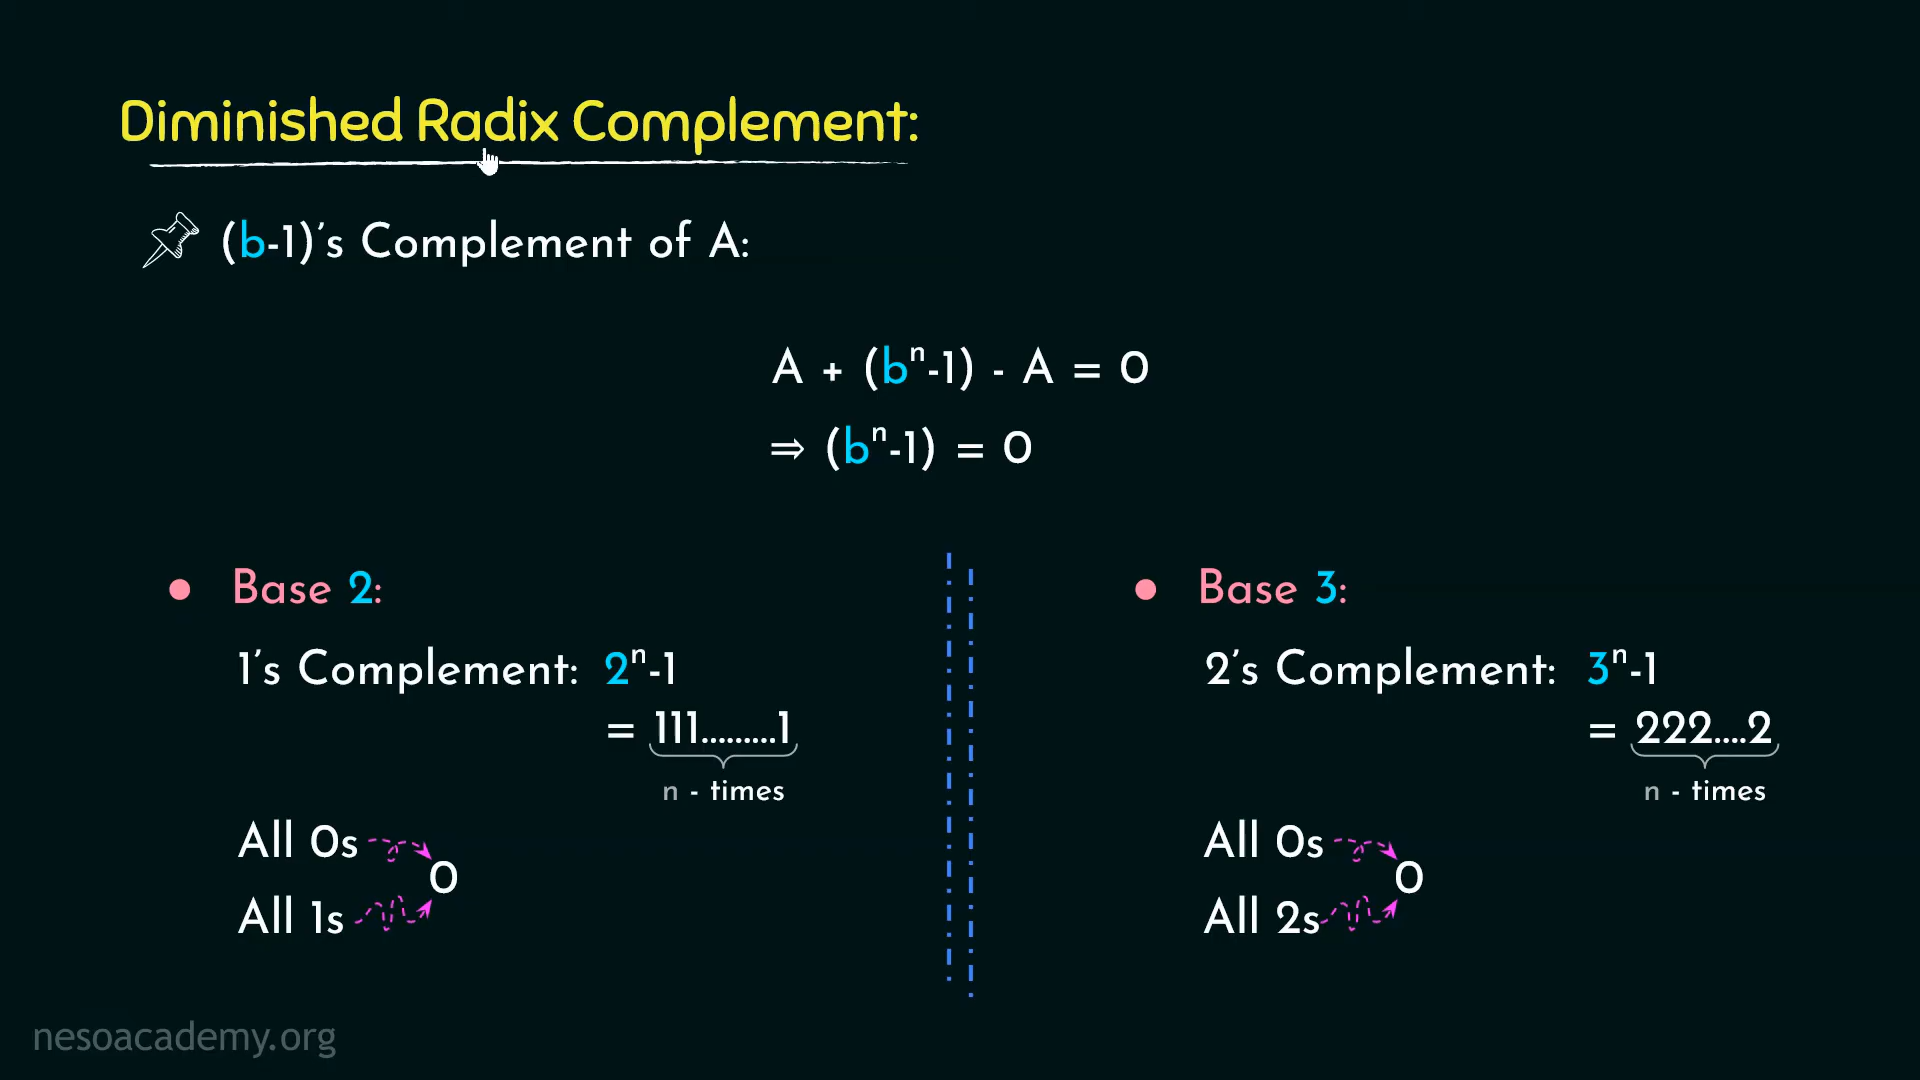 Diminished Radix Complement:
(b-1)'s Complement of A:
A + (bⁿ-1) - A = 0
⇒ (bⁿ-1) = 0
Base 2:
1's Complement: 2ⁿ-1
= 111.........1
n - times
All 0s
0
All 1s
Base 3:
2's Complement: 3ⁿ-1
= 222....2
n - times
All 0s
0
All 2s
nesoacademy.org